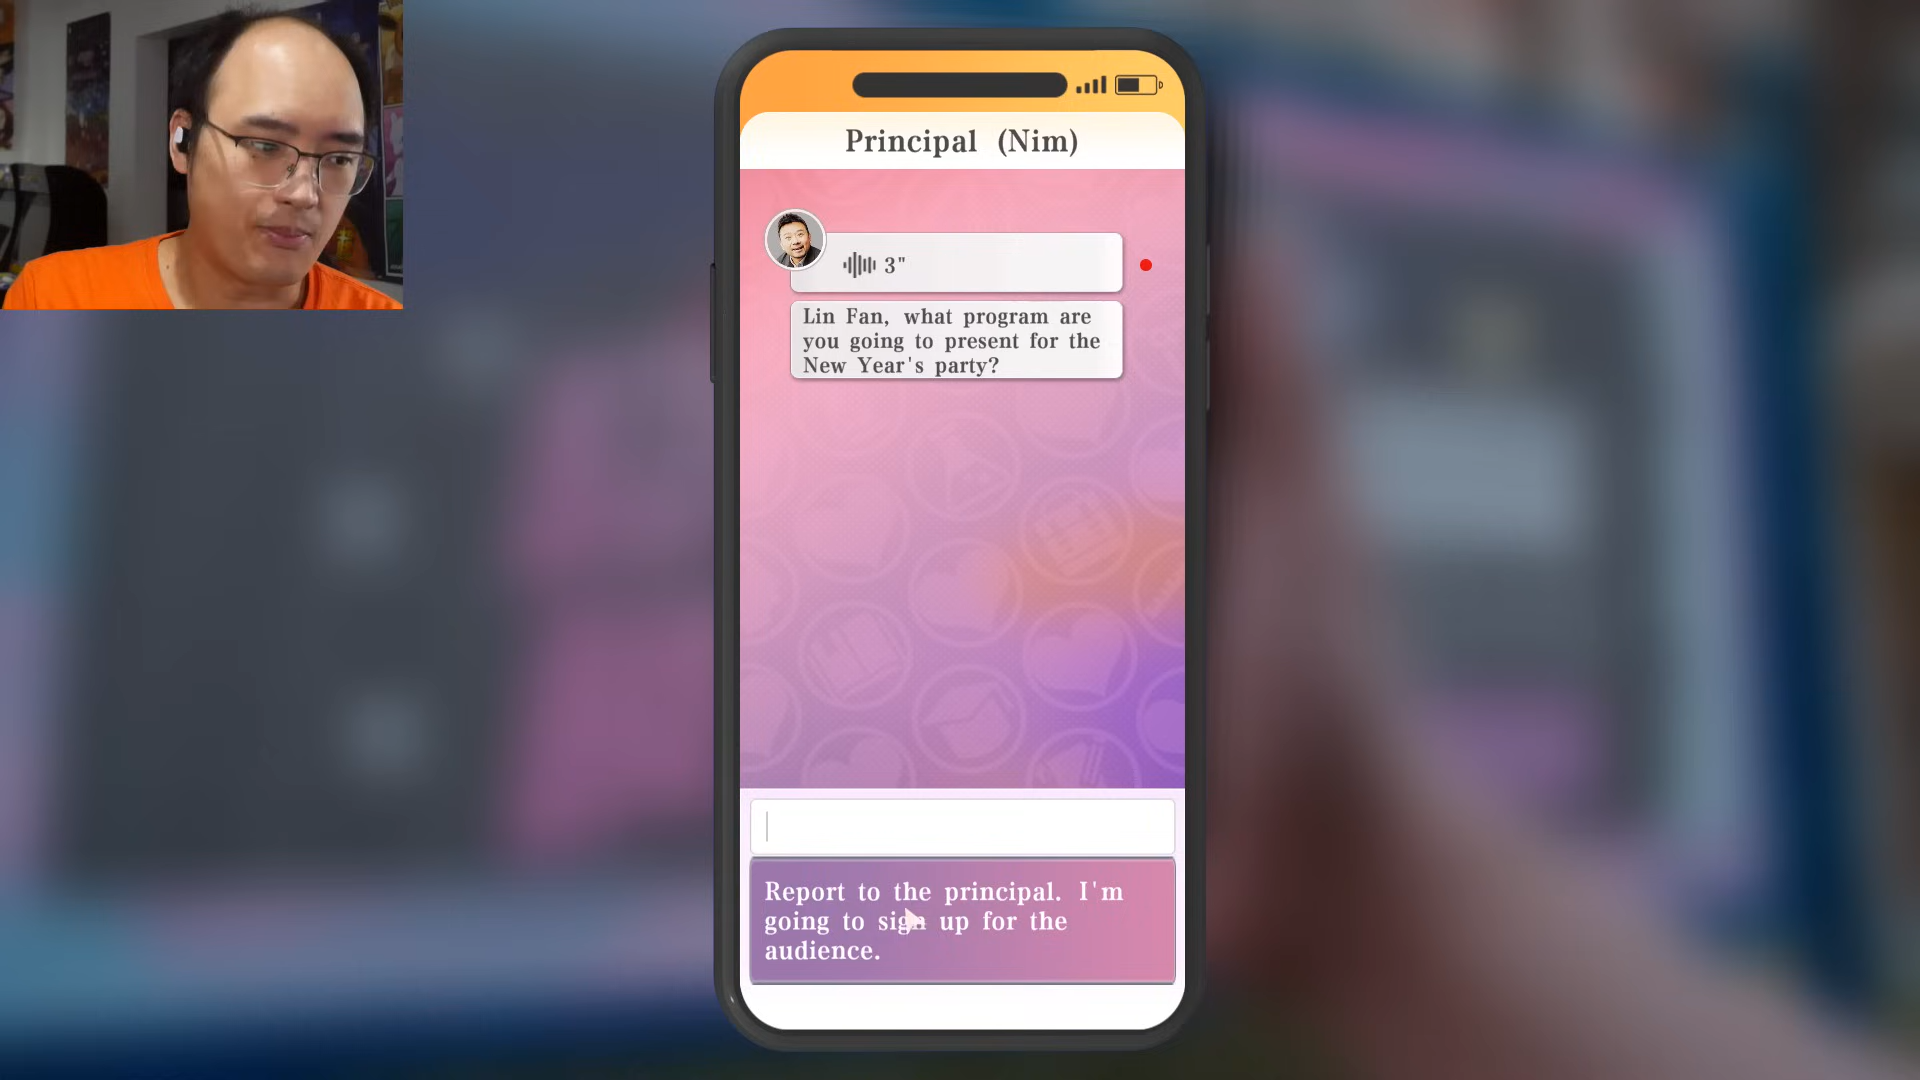 Principal (Nim)
3"
Lin Fan, what program are
you going to present for the
New Year's party?
Report to the principal. I'm
going to sign up for the
audience.